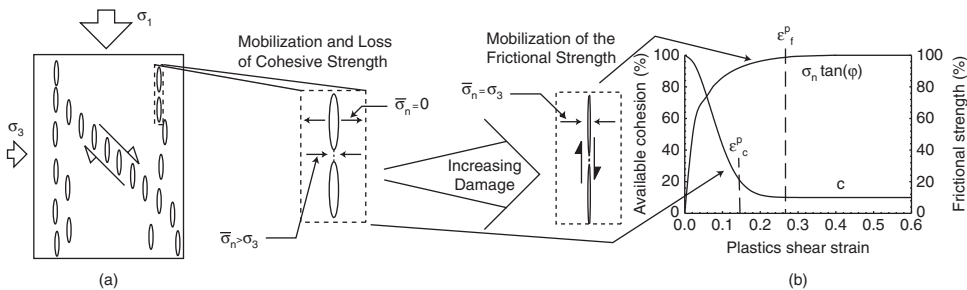 σ1
σ3
(a)
Mobilization and Loss
of Cohesive Strength
σ̅n=0
σ̅n>σ3
Increasing
Damage
Mobilization of the
Frictional Strength
σ̅n=σ3
Available cohesion (%)
100
80
60
40
20
0
0.0 0.1 0.2 0.3 0.4 0.5 0.6
Plastics shear strain
εpf
σn tan(φ)
εpc
c
100
80
60
40
20
0
Frictional strength (%)
(b)